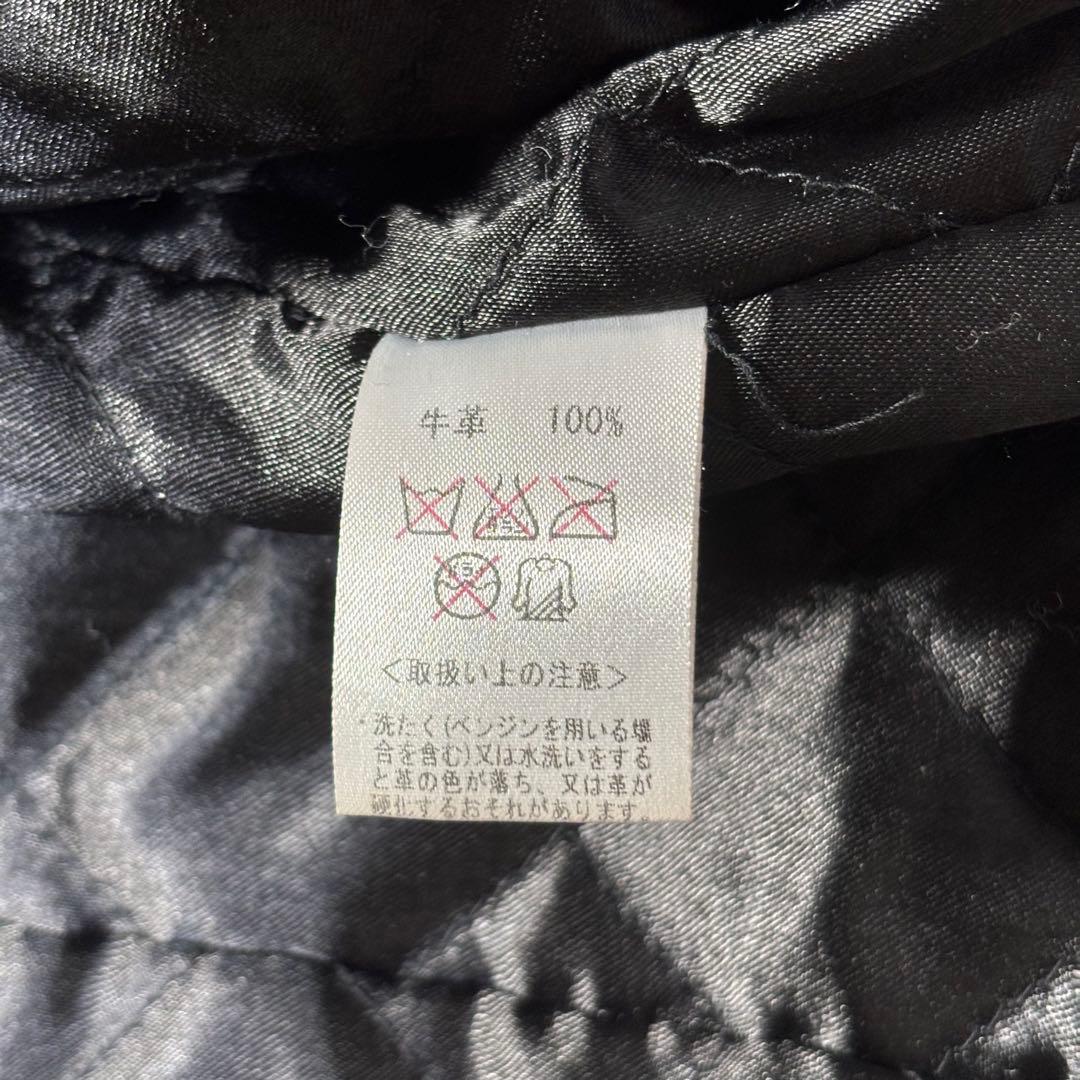 牛革 100%
<取扱い上の注意>
・洗たく(ベンジンを用いる場
合を含む)又は水洗いをする
と革の色が落ち、又は革が
硬化するおそれがあります。